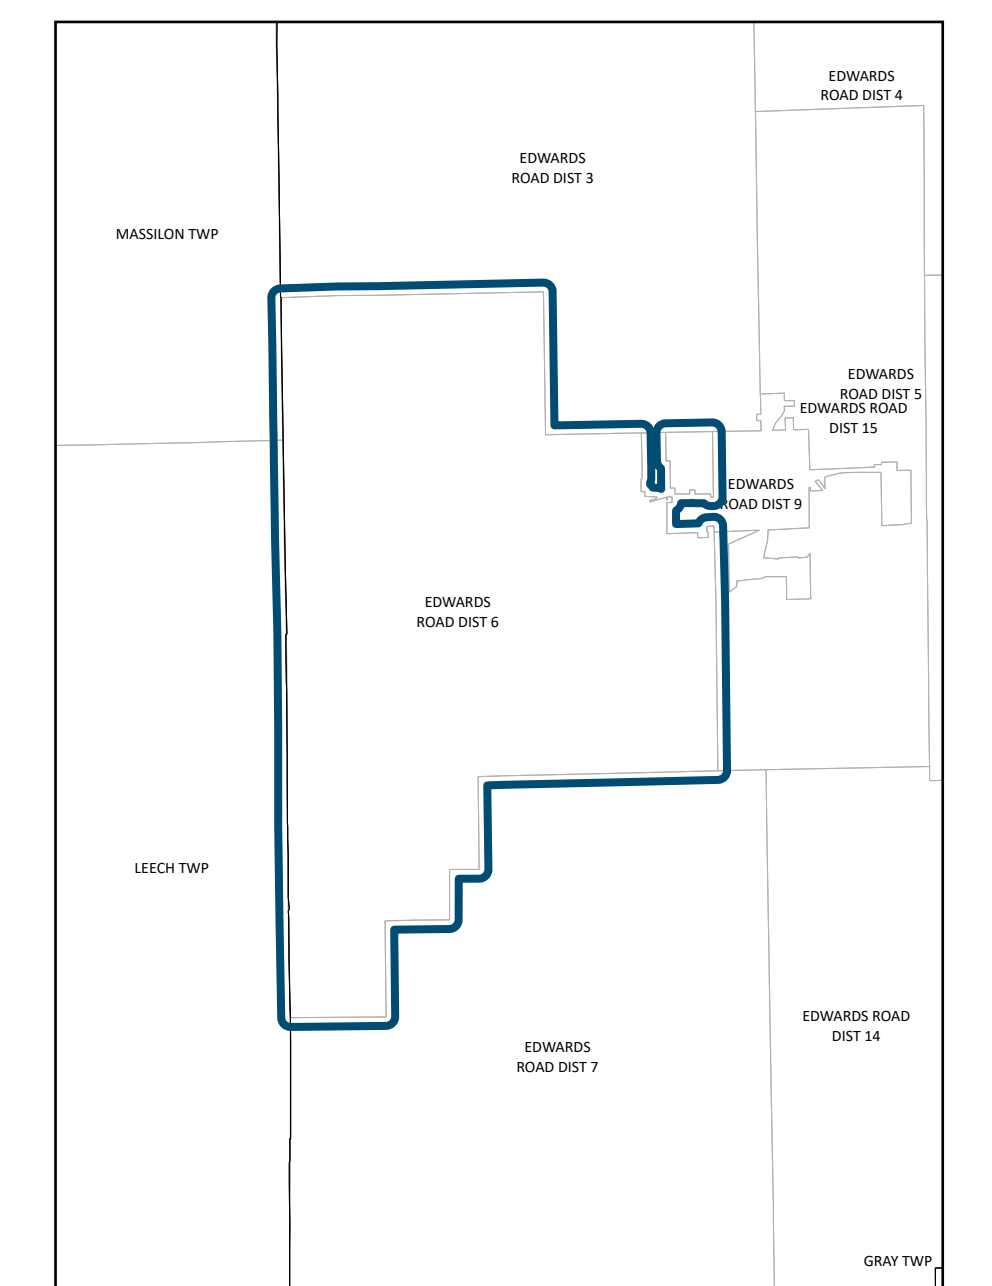 EDWARDS
ROAD DIST 4
EDWARDS
ROAD DIST 3
MASSILON TWP
EDWARDS
ROAD DIST 5
EDWARDS ROAD
DIST 15
EDWARDS
ROAD DIST 9
EDWARDS
ROAD DIST 6
LEECH TWP
EDWARDS ROAD
DIST 14
EDWARDS
ROAD DIST 7
GRAY TWP